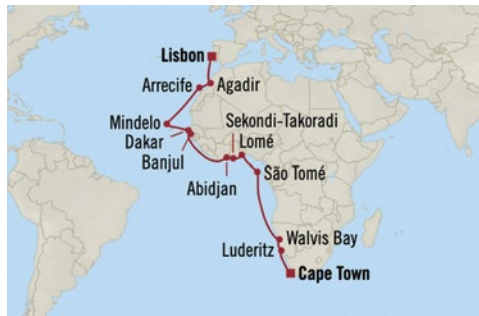 Lisbon
Arrecife
Agadir
Mindelo
Dakar
Banjul
Sekondi-Takoradi
Lomé
Abidjan
São Tomé
Walvis Bay
Luderitz
Cape Town